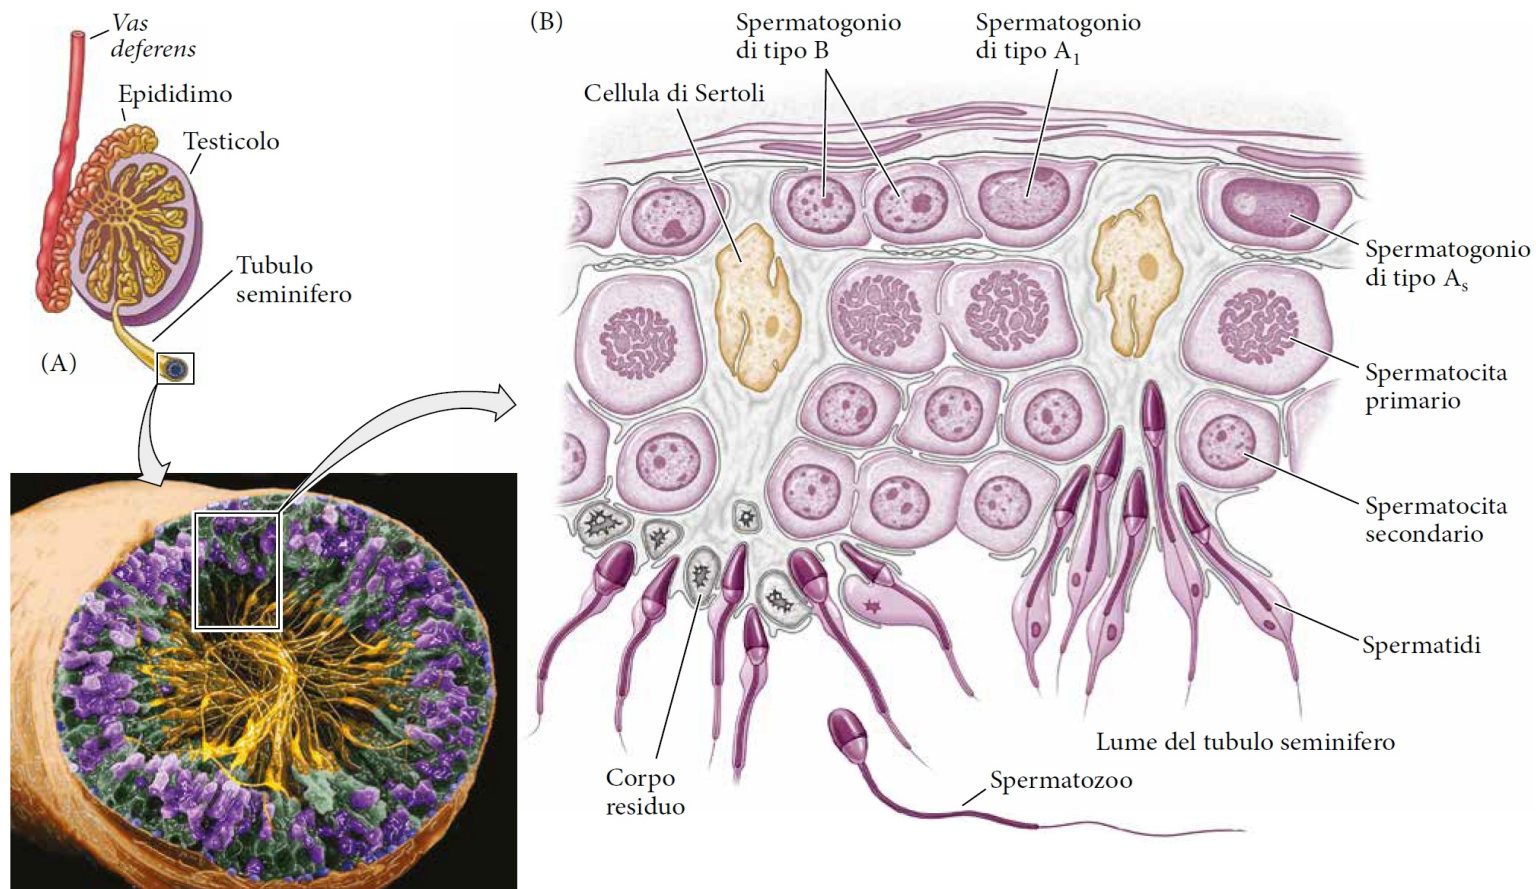 Vas
deferens
Epididimo
Testicolo
Tubulo
seminifero
(A)
(B)
Spermatogonio
di tipo B
Spermatogonio
di tipo A1
Cellula di Sertoli
Spermatogonio
di tipo As
Spermatocita
primario
Spermatocita
secondario
Spermatidi
Lume del tubulo seminifero
Corpo
residuo
Spermatozoo